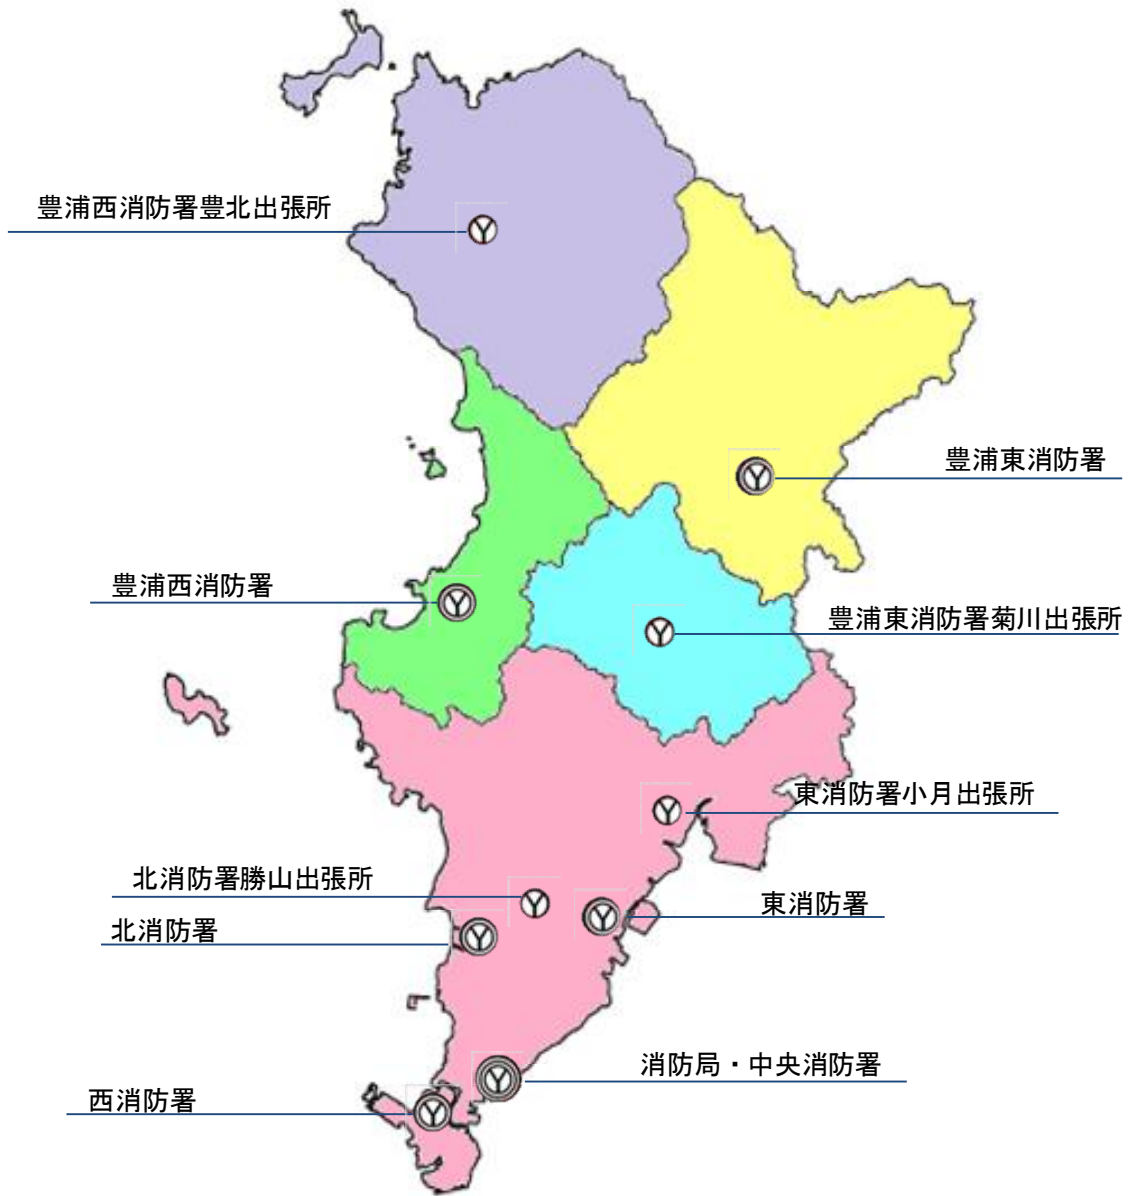 豊浦西消防署豊北出張所
豊浦東消防署
豊浦西消防署
豊浦東消防署菊川出張所
東消防署小月出張所
北消防署勝山出張所
東消防署
北消防署
消防局・中央消防署
西消防署